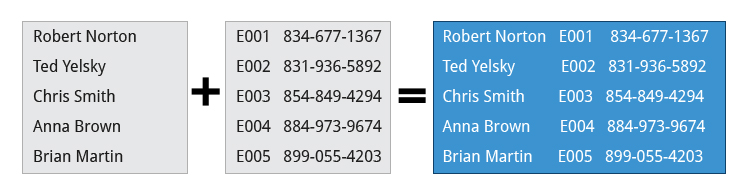 Robert Norton
Ted Yelsky
Chris Smith
Anna Brown
Brian Martin
+
E001 834-677-1367
E002 831-936-5892
E003 854-849-4294
E004 884-973-9674
E005 899-055-4203
=
Robert Norton E001 834-677-1367
Ted Yelsky E002 831-936-5892
Chris Smith E003 854-849-4294
Anna Brown E004 884-973-9674
Brian Martin E005 899-055-4203